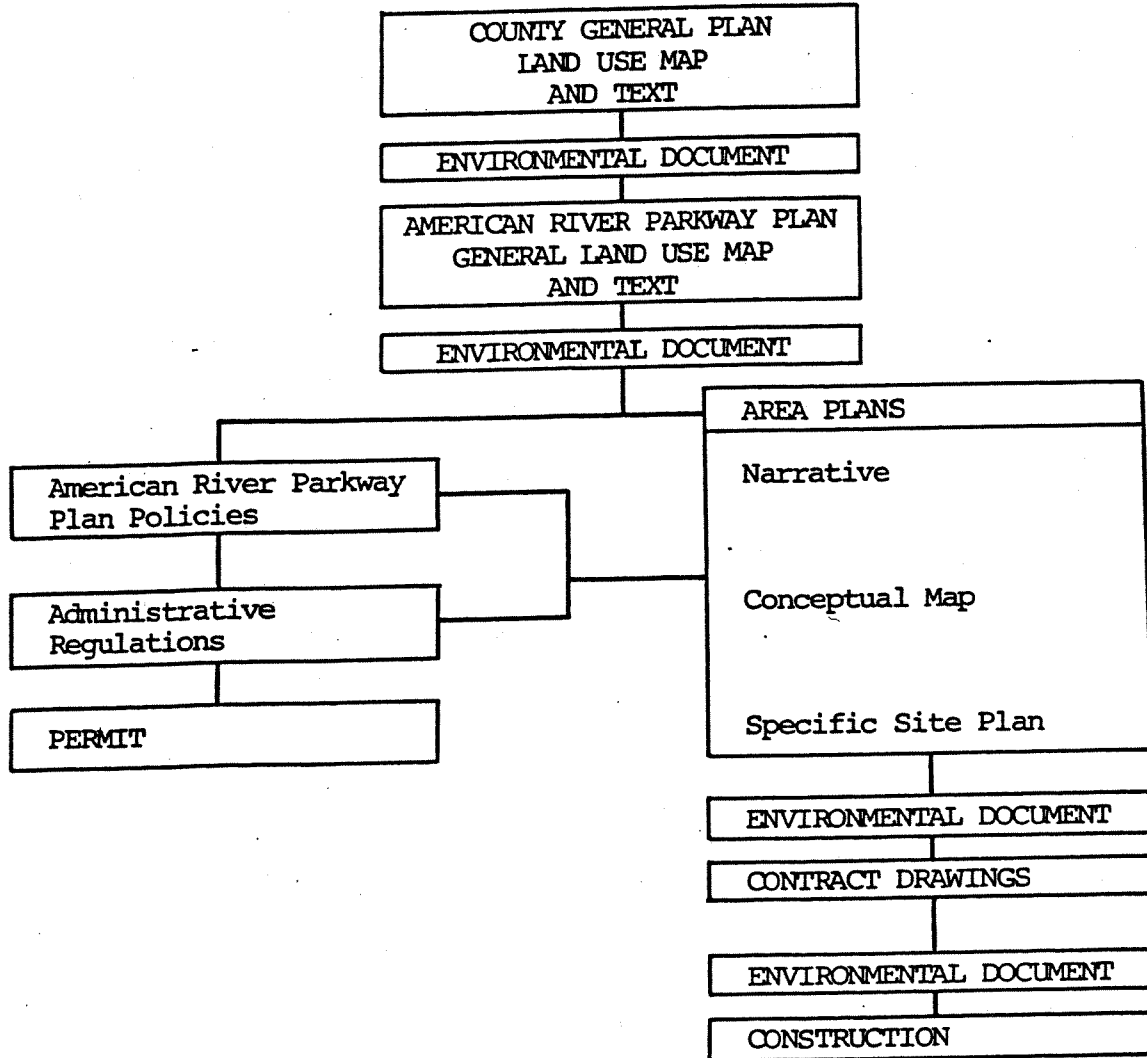 COUNTY GENERAL PLAN
LAND USE MAP
AND TEXT
ENVIRONMENTAL DOCUMENT
AMERICAN RIVER PARKWAY PLAN
GENERAL LAND USE MAP
AND TEXT
ENVIRONMENTAL DOCUMENT
American River Parkway
Plan Policies
Administrative
Regulations
PERMIT
AREA PLANS
Narrative
Conceptual Map
Specific Site Plan
ENVIRONMENTAL DOCUMENT
CONTRACT DRAWINGS
ENVIRONMENTAL DOCUMENT
CONSTRUCTION